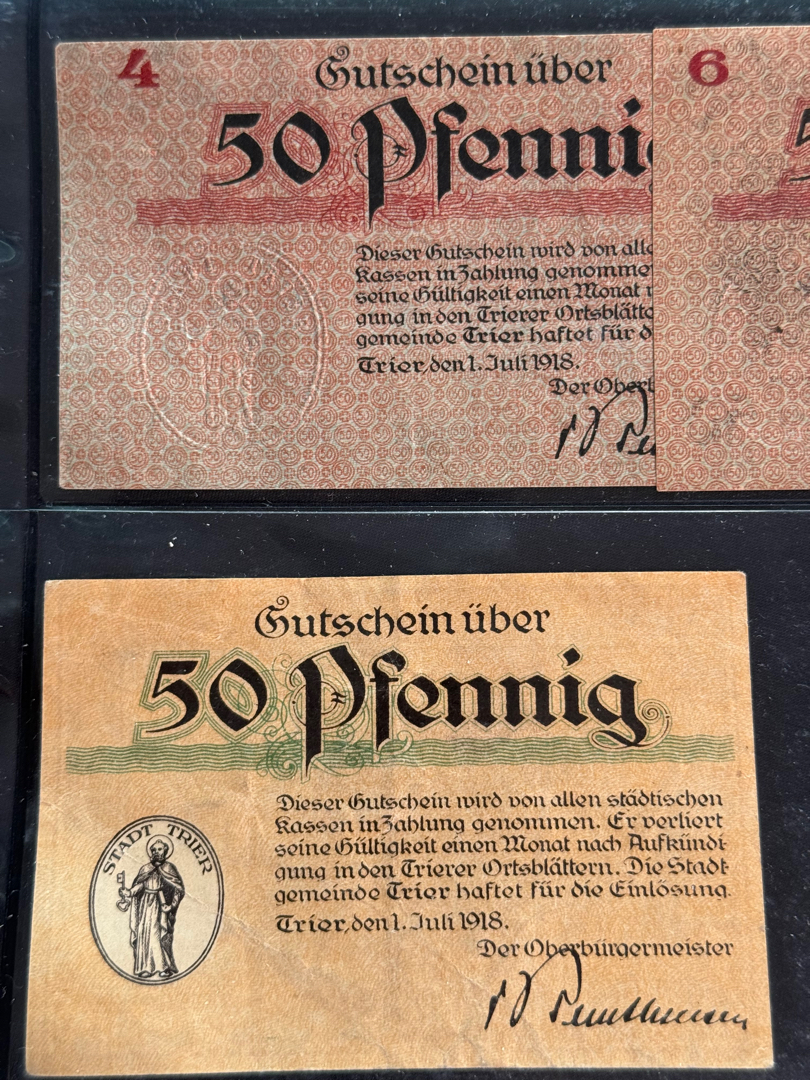 4
Gutschein über
50 Pfennig
Dieser Gutschein wird von alle
Kassen in Zahlung genomme
seine Gültigkeit einen Monat
gung in den Trierer Ortsblätte
gemeinde Trier haftet für d
Trier, den 1. Juli 1918.
Der Oberb
6
5
Gutschein über
50 Pfennig
Dieser Gutschein wird von allen städtischen
Kassen in Zahlung genommen. Er verliert
seine Gültigkeit einen Monat nach Aufkündi-
gung in den Trierer Ortsblättern. Die Stadt-
gemeinde Trier haftet für die Einlösung.
Trier, den 1. Juli 1918.
Der Oberbürgermeister
STADT TRIER